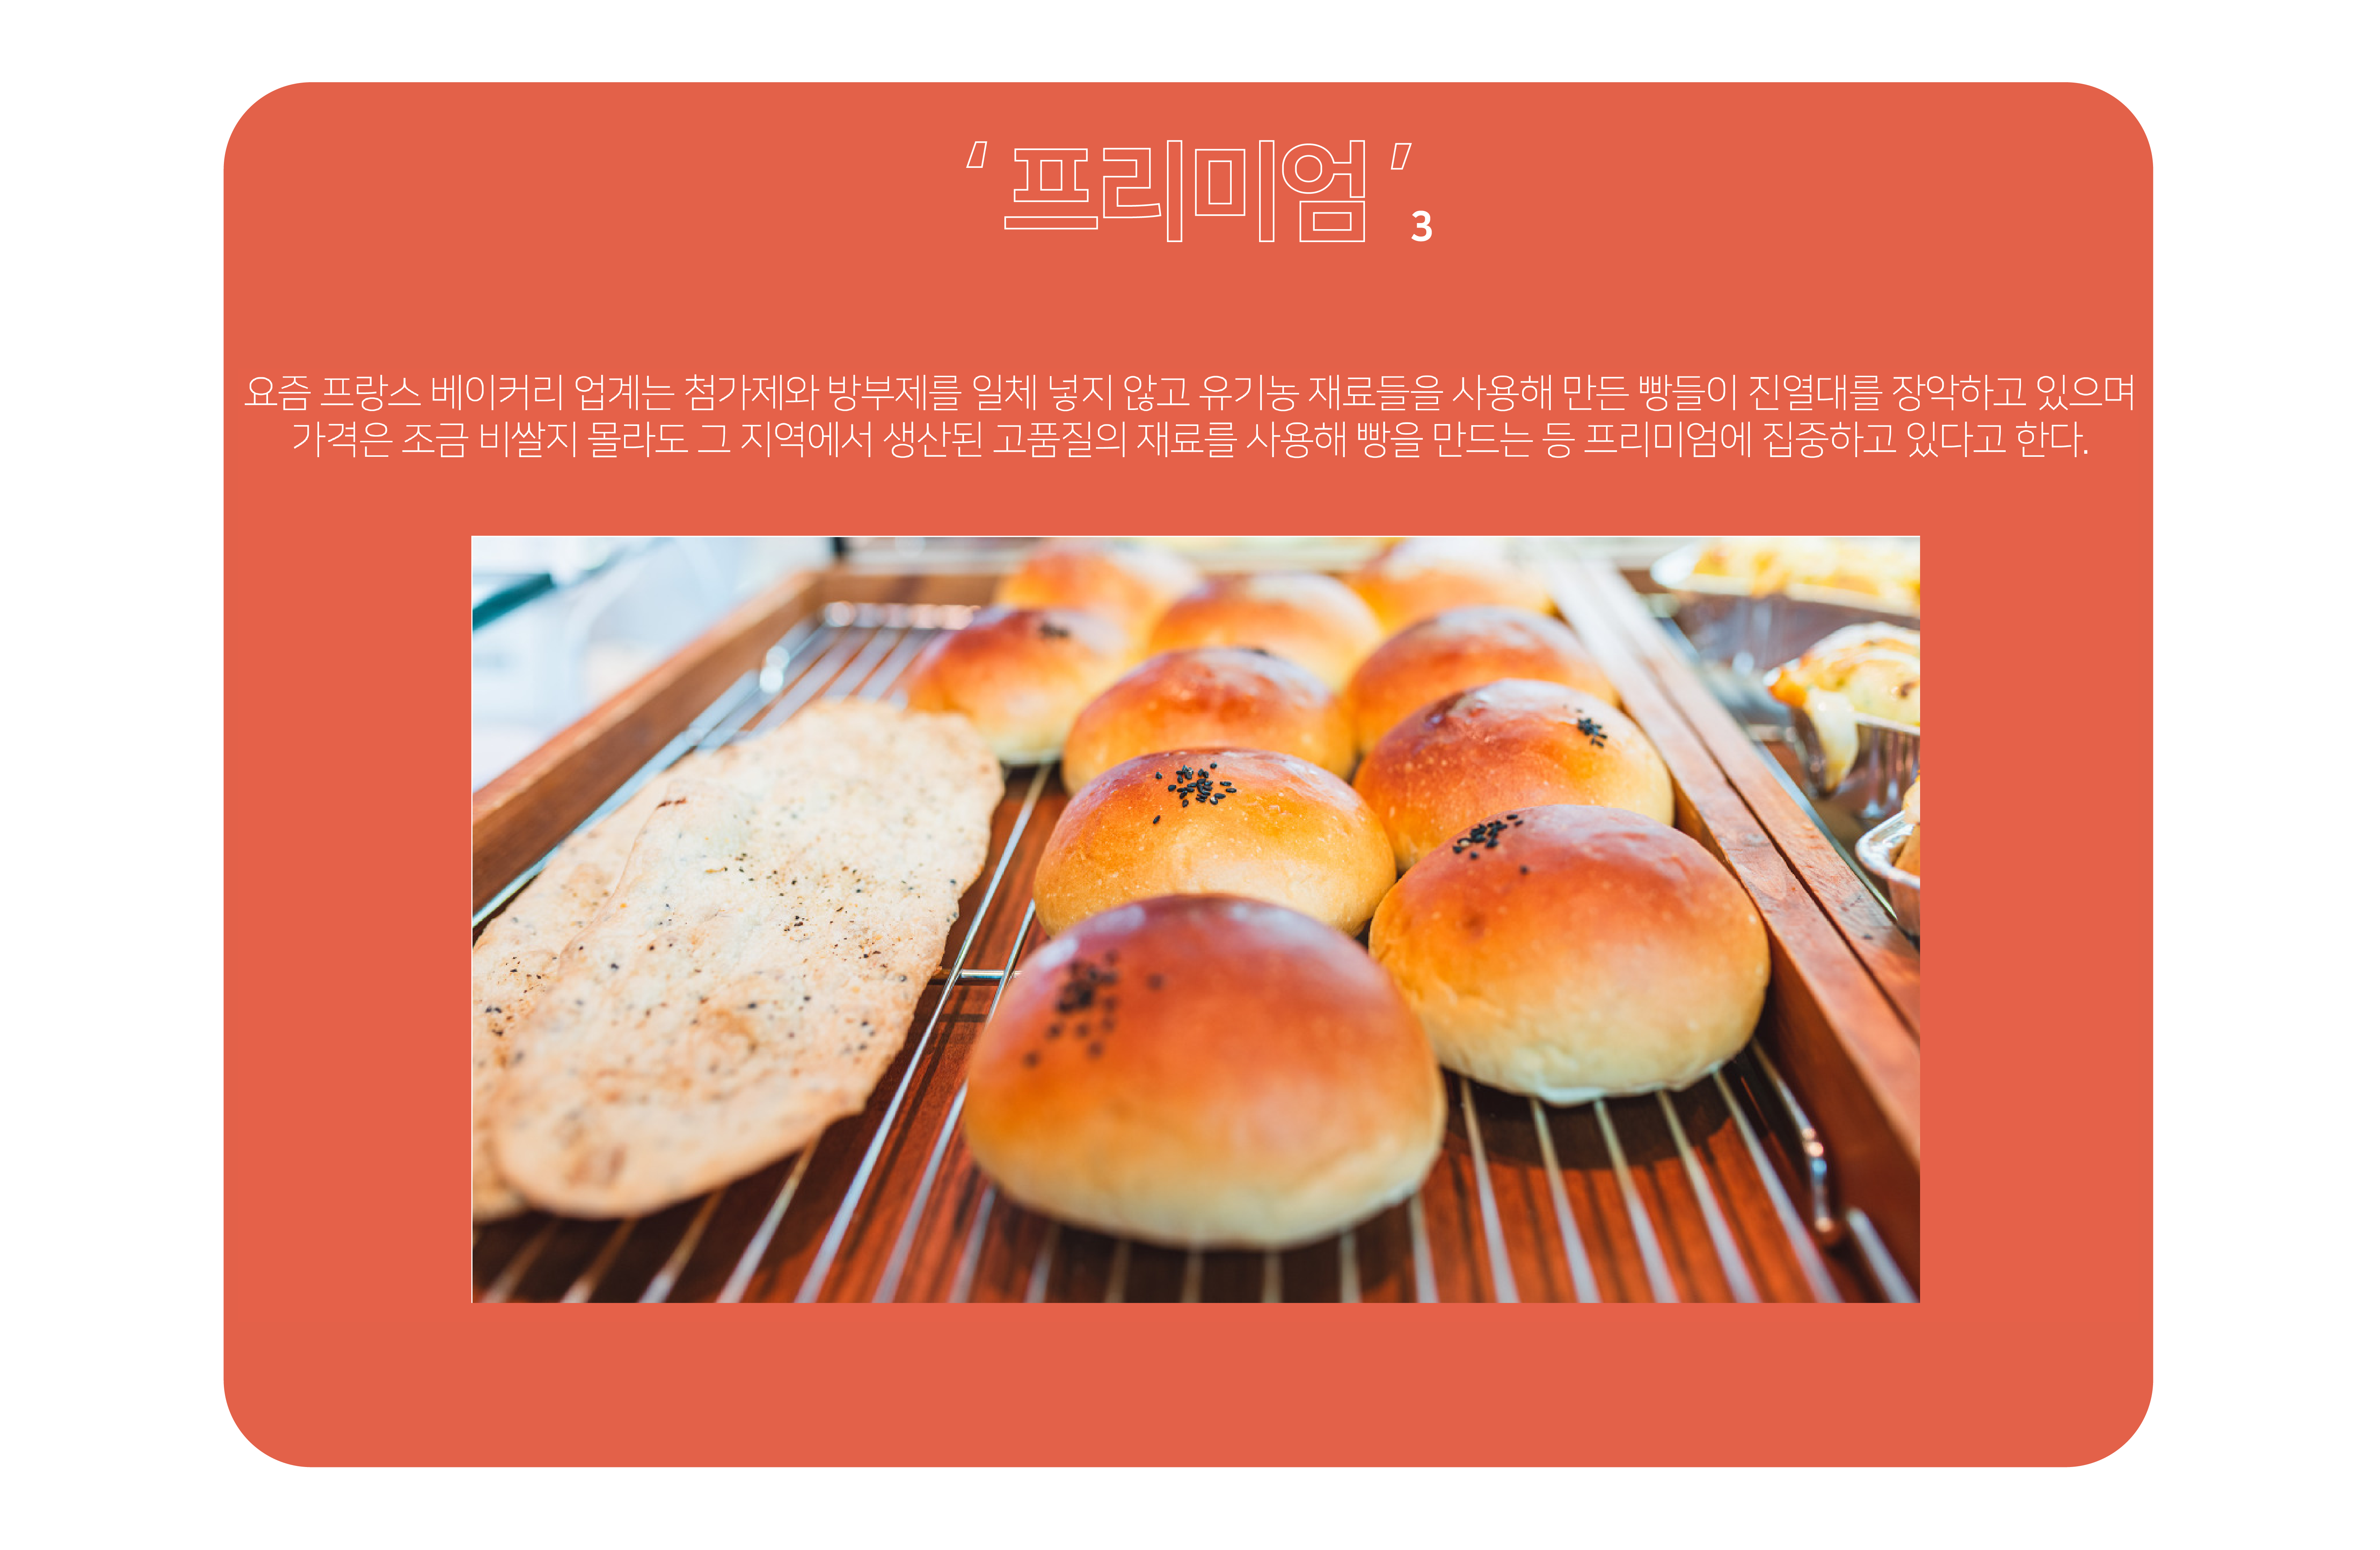 ‘ 프리미엄 ’ 3
요즘 프랑스 베이커리 업계는 첨가제와 방부제를 일체 넣지 않고 유기농 재료들을 사용해 만든 빵들이 진열대를 장악하고 있으며
가격은 조금 비쌀지 몰라도 그 지역에서 생산된 고품질의 재료를 사용해 빵을 만드는 등 프리미엄에 집중하고 있다고 한다.